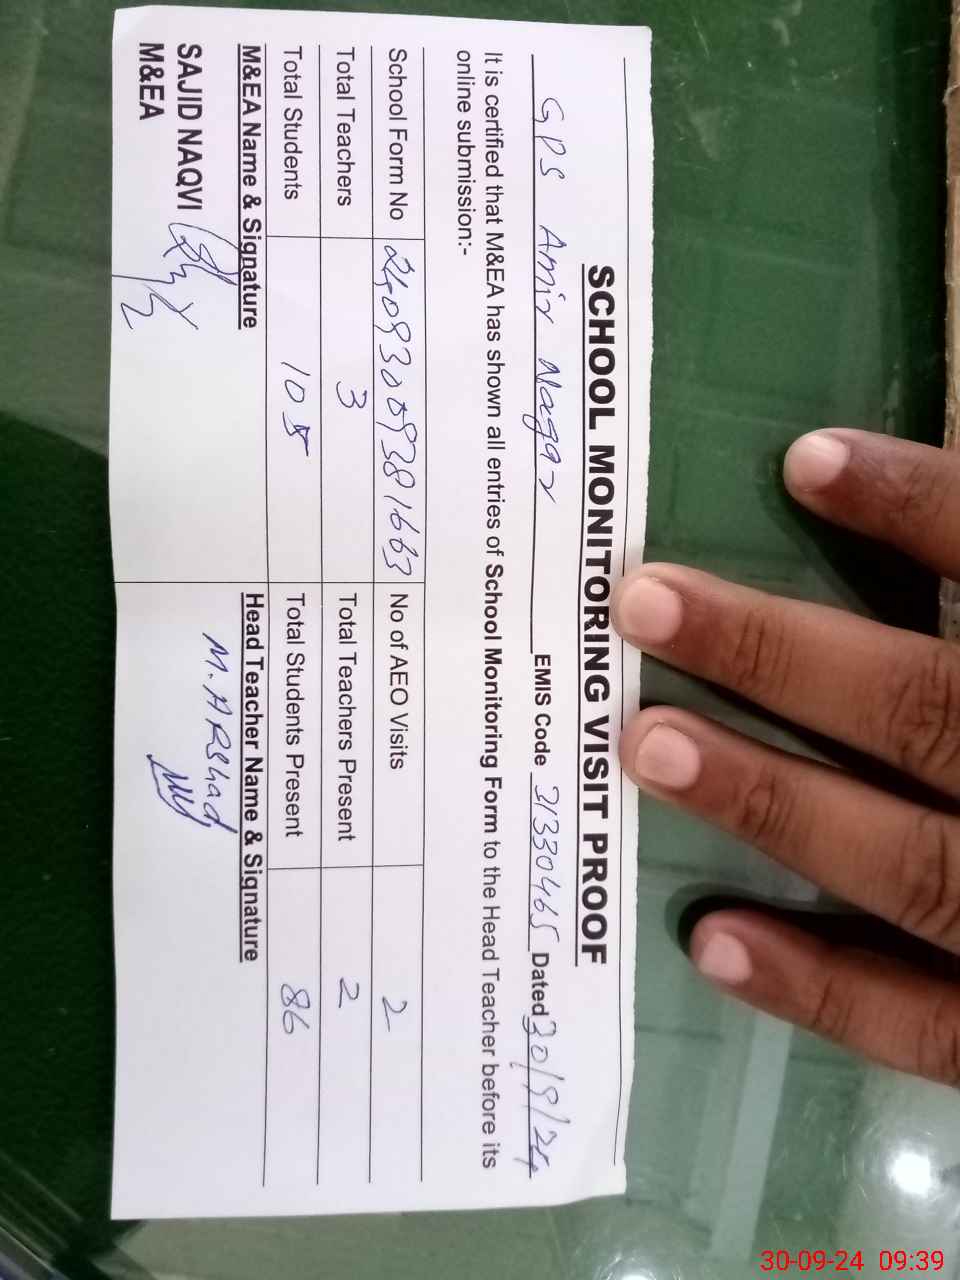 SCHOOL MONITORING VISIT PROOF
GPS Amir Nagar EMIS Code 31330465 Dated 30/9/24
It is certified that M&EA has shown all entries of School Monitoring Form to the Head Teacher before its
online submission:-
School Form No 24093009381663 No of AEO Visits 2
Total Teachers 3 Total Teachers Present 2
Total Students 105 Total Students Present 86
M&EA Name & Signature Head Teacher Name & Signature
SAJID NAQVI M. ARShad
M&EA
30-09-24 09:39